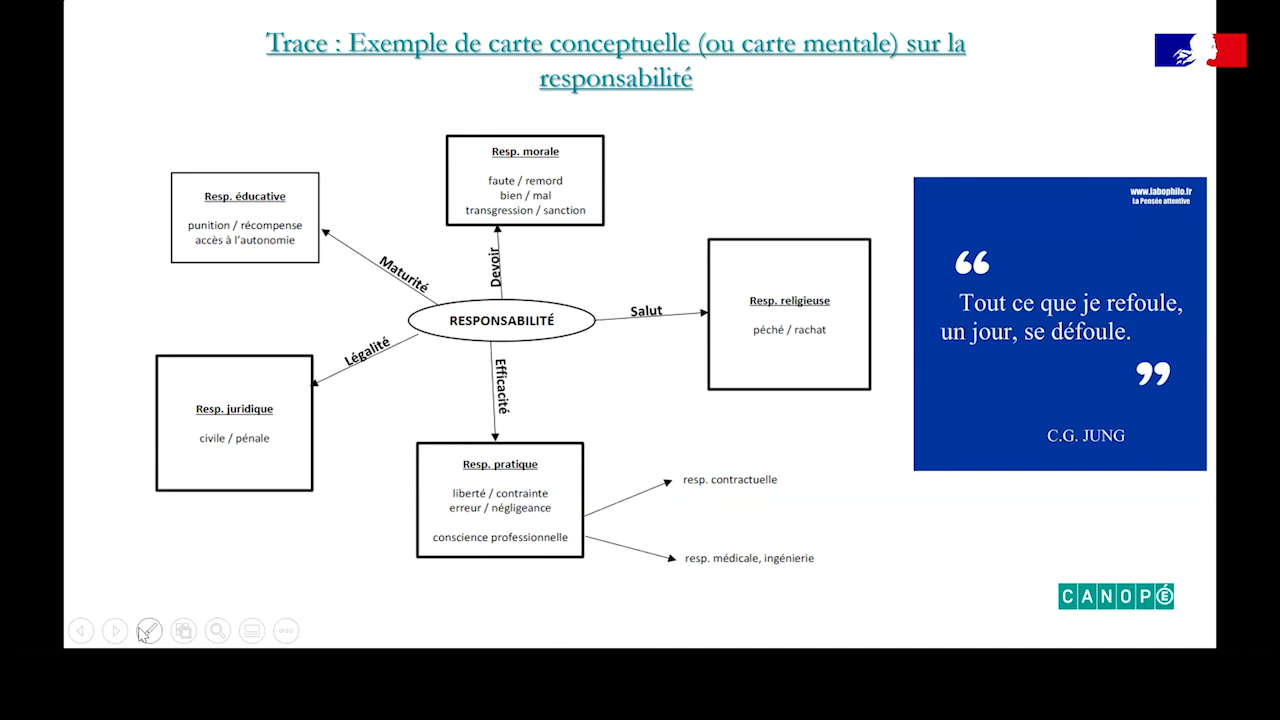 Trace : Exemple de carte conceptuelle (ou carte mentale) sur la
responsabilité
Resp. morale
faute / remord
bien / mal
transgression / sanction
Resp. éducative
punition / récompense
accès à l'autonomie
Maturité
Devoir
Resp. religieuse
péché / rachat
Salut
RESPONSABILITÉ
Légalité
Efficacité
Resp. juridique
civile / pénale
Resp. pratique
liberté / contrainte
erreur / négligeance
conscience professionnelle
resp. contractuelle
resp. médicale, ingénierie
www.labophilo.fr
La Pensée attentive
“
Tout ce que je refoule,
un jour, se défoule.
”
C.G. JUNG
CANOPÉ